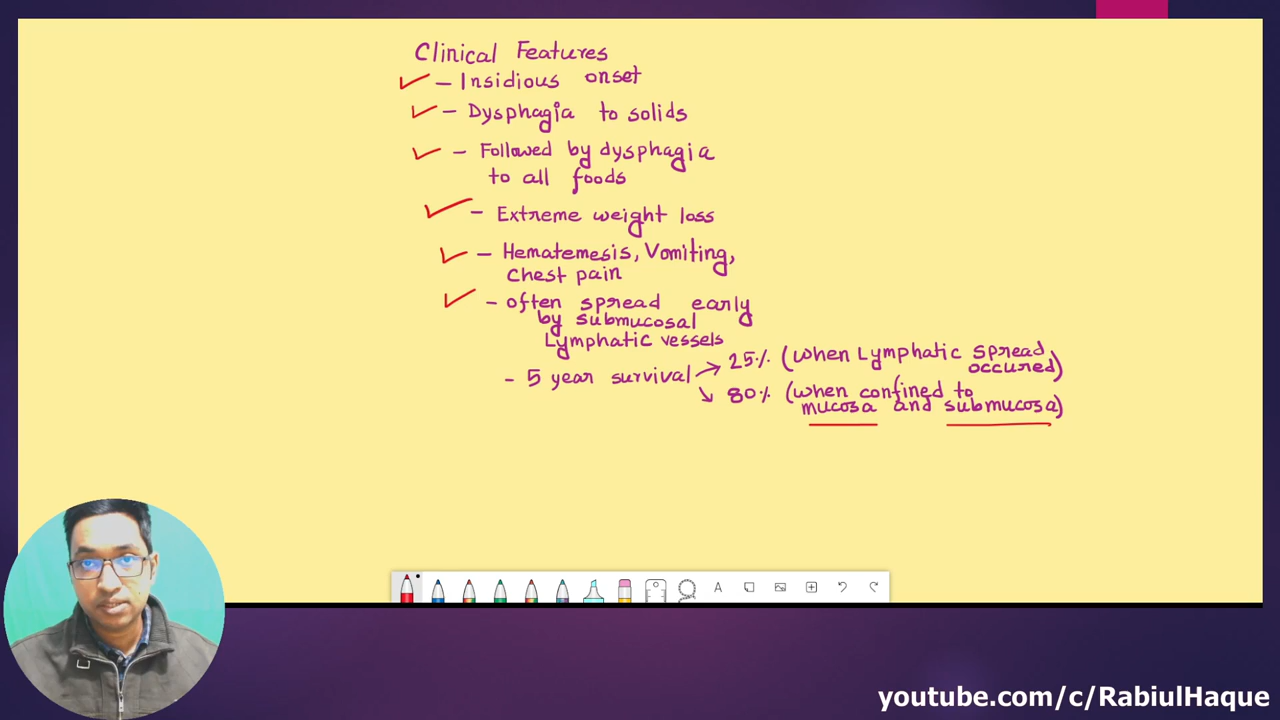 Clinical Features
- Insidious onset
- Dysphagia to solids
- Followed by dysphagia
to all foods
- Extreme weight loss
- Hematemesis, Vomiting,
Chest pain
- often spread early
by submucosal
Lymphatic vessels
- 5 year survival → 25% (when Lymphatic spread
occured)
↘ 80% (when confined to
mucosa and submucosa)
A
youtube.com/c/RabiulHaque